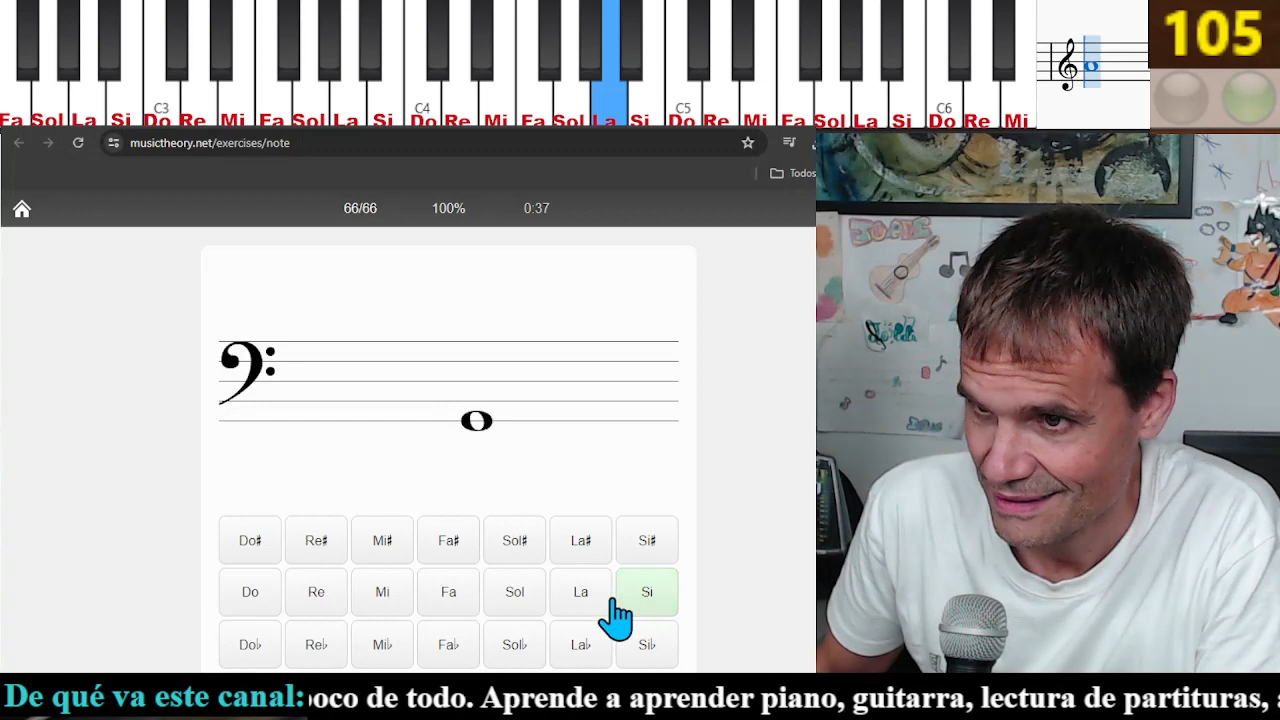 105
C3 C4 C5 C6
Fa Sol La Si Do Re Mi Fa Sol La Si Do Re Mi Fa Sol La Si Do Re Mi Fa Sol La Si Do Re Mi
musictheory.net/exercises/note
Todos
66/66 100% 0:37
Do♯ Re♯ Mi♯ Fa♯ Sol♯ La♯ Si♯
Do Re Mi Fa Sol La Si
Do♭ Re♭ Mi♭ Fa♭ Sol♭ La♭ Si♭
De qué va este canal: poco de todo. Aprende a aprender piano, guitarra, lectura de partituras,